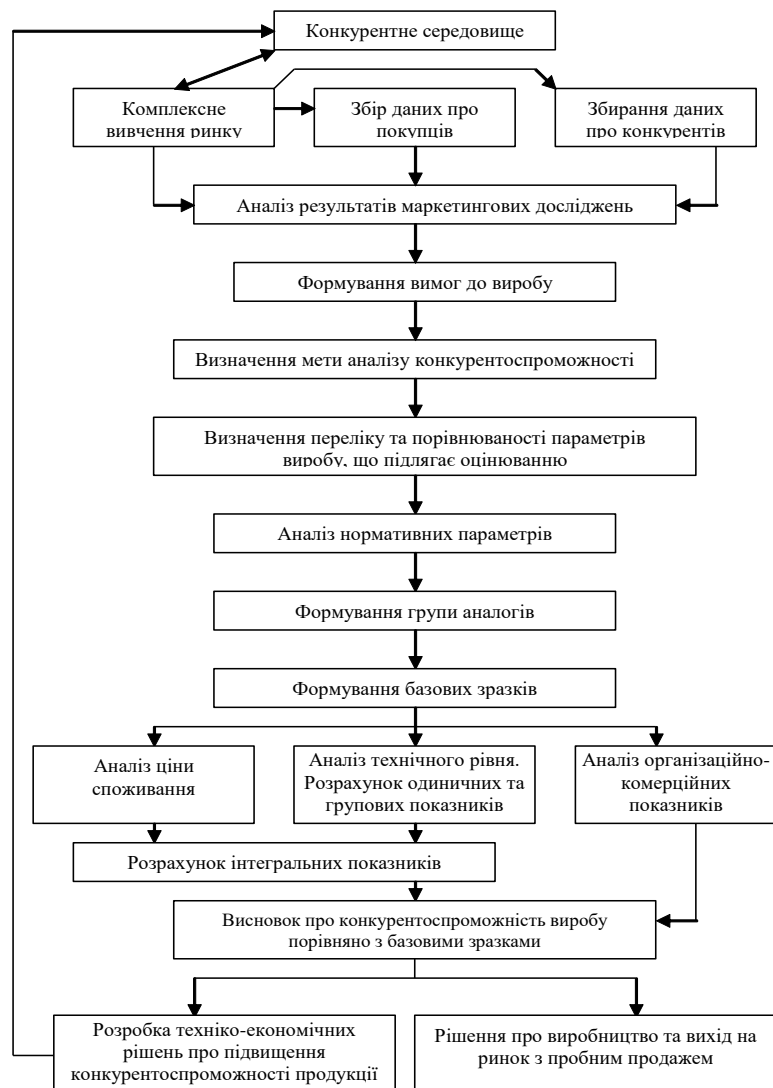 Конкурентне середовище
Комплексне
вивчення ринку
Збір даних про
покупців
Збирання даних
про конкурентів
Аналіз результатів маркетингових досліджень
Формування вимог до виробу
Визначення мети аналізу конкурентоспроможності
Визначення переліку та порівнюваності параметрів
виробу, що підлягає оцінюванню
Аналіз нормативних параметрів
Формування групи аналогів
Формування базових зразків
Аналіз ціни
споживання
Аналіз технічного рівня.
Розрахунок одиничних та
групових показників
Аналіз організаційно-
комерційних
показників
Розрахунок інтегральних показників
Висновок про конкурентоспроможність виробу
порівняно з базовими зразками
Розробка техніко-економічних
рішень про підвищення
конкурентоспроможності продукції
Рішення про виробництво та вихід на
ринок з пробним продажем